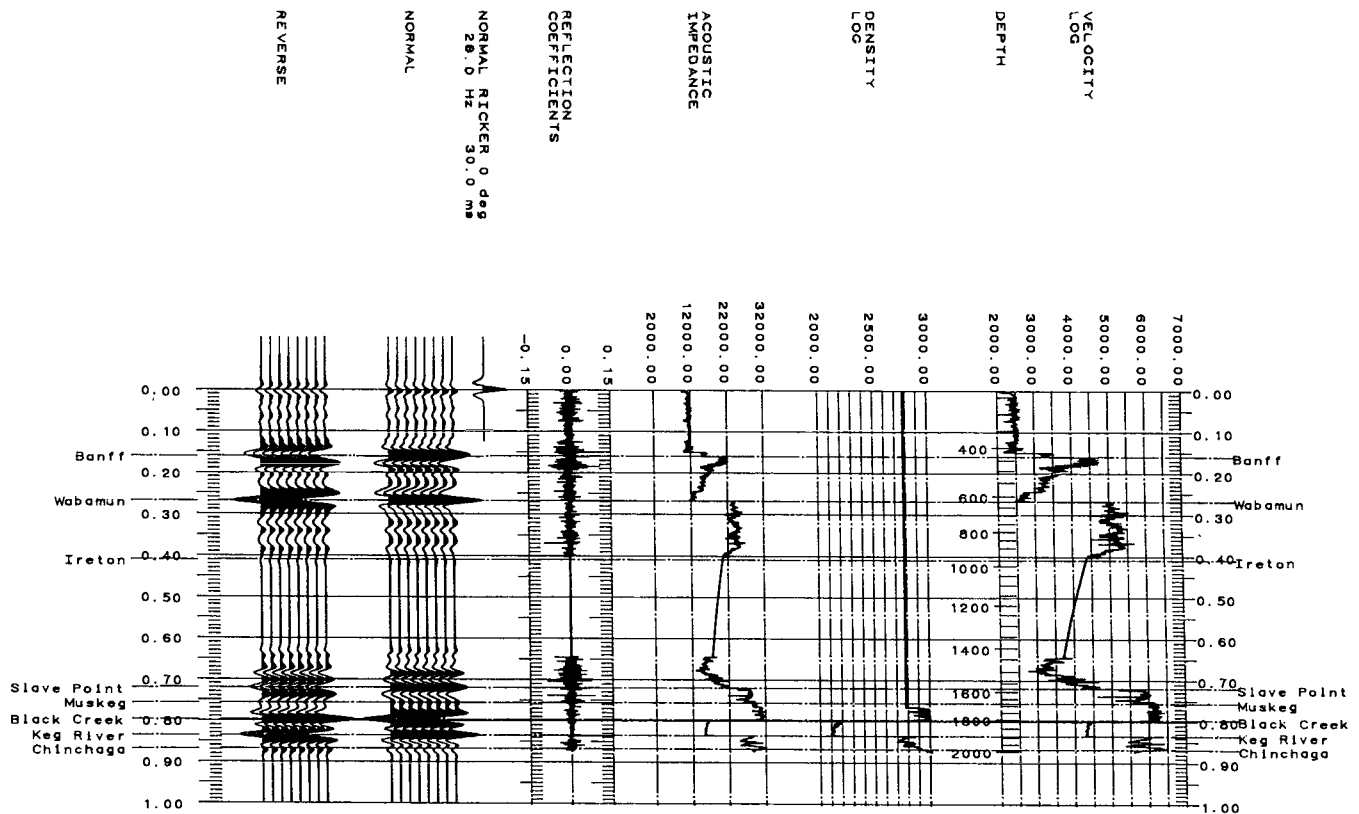 REVERSE
NORMAL
NORMAL RICKER 0 deg
28.0 Hz 30.0 ms
REFLECTION
COEFFICIENTS
ACOUSTIC
IMPEDANCE
DENSITY
LOG
DEPTH
VELOCITY
LOG
-0.15
0.00
0.15
2000.00
12000.00
22000.00
32000.00
2000.00
2500.00
3000.00
2000.00
3000.00
4000.00
5000.00
6000.00
7000.00
0.00
0.10
Banff
0.20
Wabamun
0.30
0.40
Ireton
0.50
0.60
0.70
Slave Point
Muskeg
Black Creek
0.80
Keg River
Chinchaga
0.90
1.00
400
600
800
1000
1200
1400
1600
1800
2000
0.00
0.10
Banff
0.20
Wabamun
0.30
0.40
Ireton
0.50
0.60
0.70
Slave Point
Muskeg
0.80
Black Creek
Keg River
Chinchaga
0.90
1.00